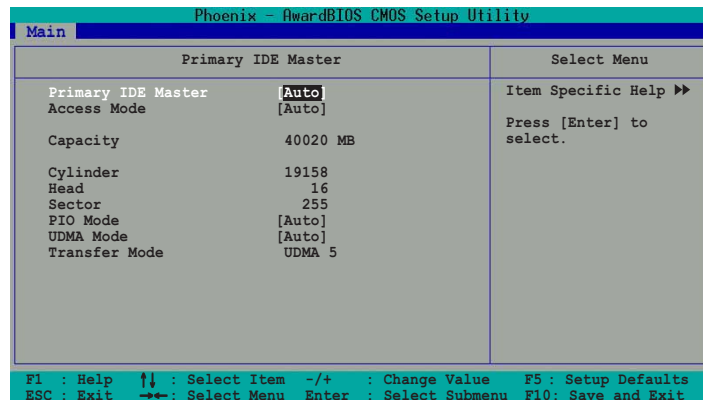 Phoenix - AwardBIOS CMOS Setup Utility
Main
Primary IDE Master
Select Menu
Primary IDE Master [Auto]
Access Mode [Auto]
Capacity 40020 MB
Cylinder 19158
Head 16
Sector 255
PIO Mode [Auto]
UDMA Mode [Auto]
Transfer Mode UDMA 5
Item Specific Help ▶▶
Press [Enter] to
select.
F1 : Help ↑↓ : Select Item -/+ : Change Value F5 : Setup Defaults
ESC : Exit →← : Select Menu Enter : Select Submenu F10: Save and Exit